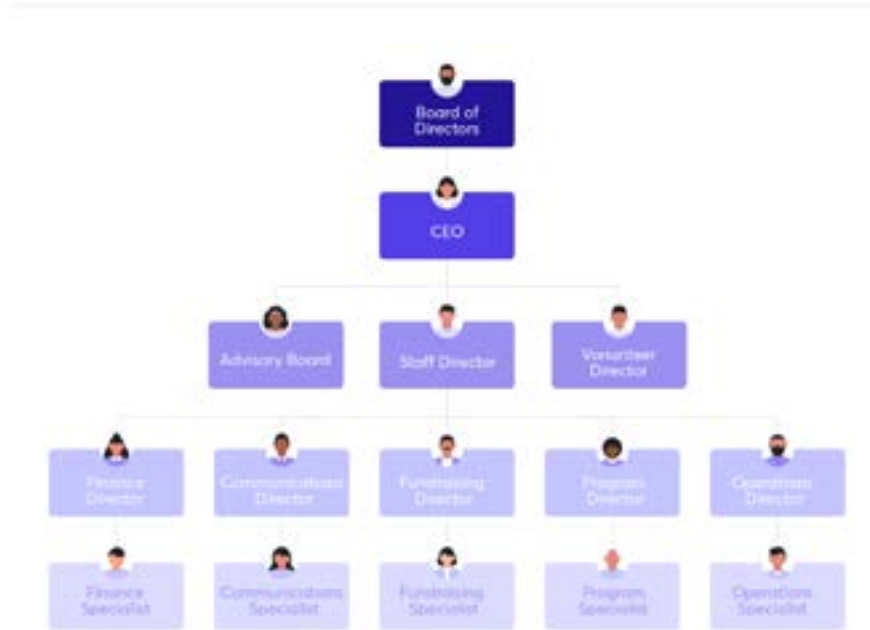 Board of
Directors
CEO
Advisory Board
Staff Director
Vonunteer
Director
Finance
Director
Communications
Director
Fundraising
Director
Program
Director
Operations
Director
Finance
Specialist
Communications
Specialist
Fundraising
Specialist
Program
Specialist
Operations
Specialist